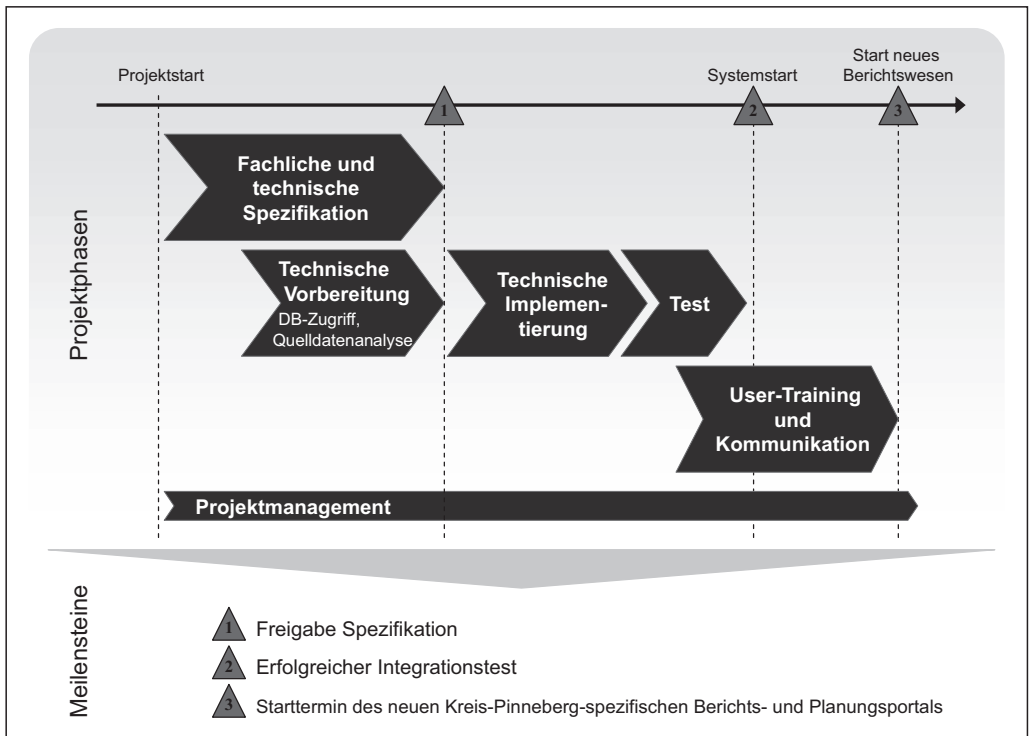 Projektstart
Systemstart
Start neues
Berichtswesen
1
2
3
Projektphasen
Fachliche und
technische
Spezifikation
Technische
Vorbereitung
DB-Zugriff,
Quelldatenanalyse
Technische
Implemen-
tierung
Test
User-Training
und
Kommunikation
Projektmanagement
Meilensteine
1 Freigabe Spezifikation
2 Erfolgreicher Integrationstest
3 Starttermin des neuen Kreis-Pinneberg-spezifischen Berichts- und Planungsportals